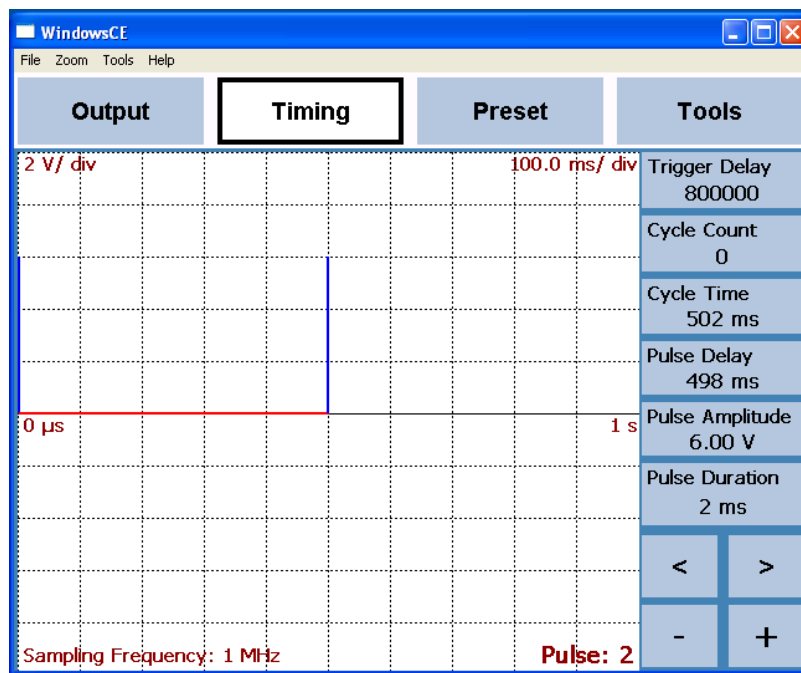 WindowsCE
File Zoom Tools Help
Output Timing Preset Tools
2 V/ div 100.0 ms/ div
Trigger Delay
800000
Cycle Count
0
Cycle Time
502 ms
Pulse Delay
498 ms
0 µs 1 s
Pulse Amplitude
6.00 V
Pulse Duration
2 ms
< >
- +
Sampling Frequency: 1 MHz Pulse: 2